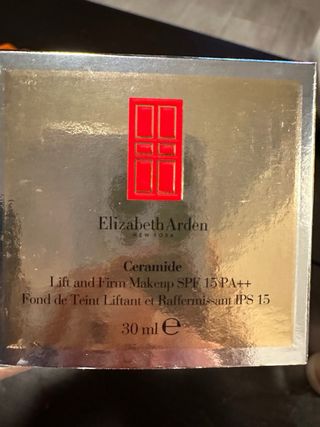 Elizabeth Arden
NEW YORK
Ceramide
Lift and Firm Makeup SPF 15 PA++
Fond de Teint Liftant et Raffermissant IPS 15
30 ml ℮